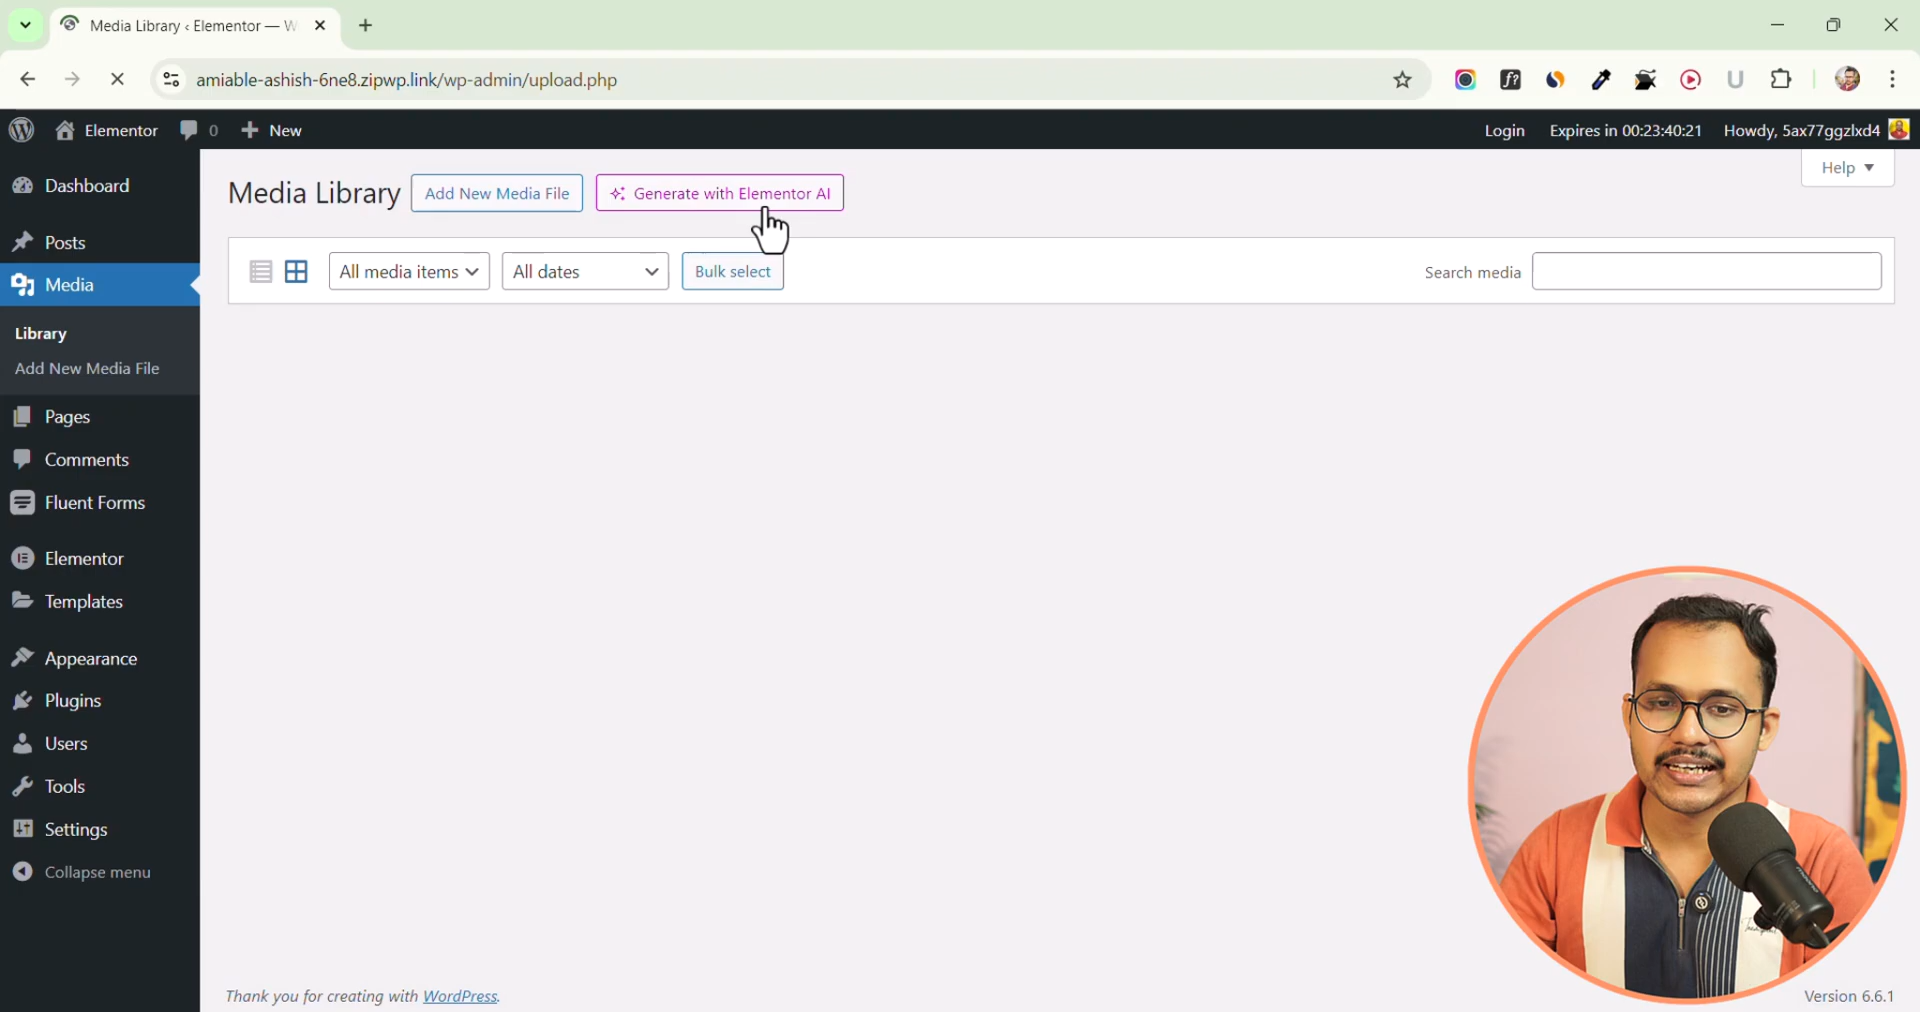 Media Library ‹ Elementor — W
amiable-ashish-6ne8.zipwp.link/wp-admin/upload.php
Elementor 0 New Login Expires in 00:23:40:21 Howdy, 5ax77ggzlxd4
Help
Dashboard
Posts
Media
Library
Add New Media File
Pages
Comments
Fluent Forms
Elementor
Templates
Appearance
Plugins
Users
Tools
Settings
Collapse menu
Media Library Add New Media File Generate with Elementor AI
All media items All dates Bulk select Search media
Thank you for creating with WordPress.
Version 6.6.1